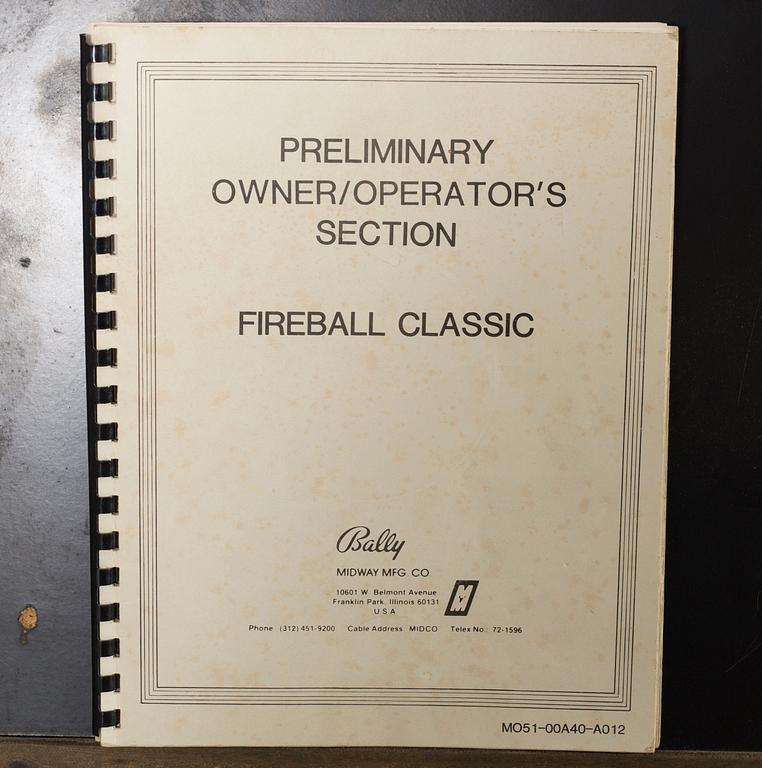 PRELIMINARY
OWNER/OPERATOR'S
SECTION
FIREBALL CLASSIC
Bally
MIDWAY MFG. CO.
10601 W. Belmont Avenue
Franklin Park, Illinois 60131
U.S.A.
Phone (312) 451-9200 Cable Address MIDCO Telex No.: 72-1596
M051-00A40-A012